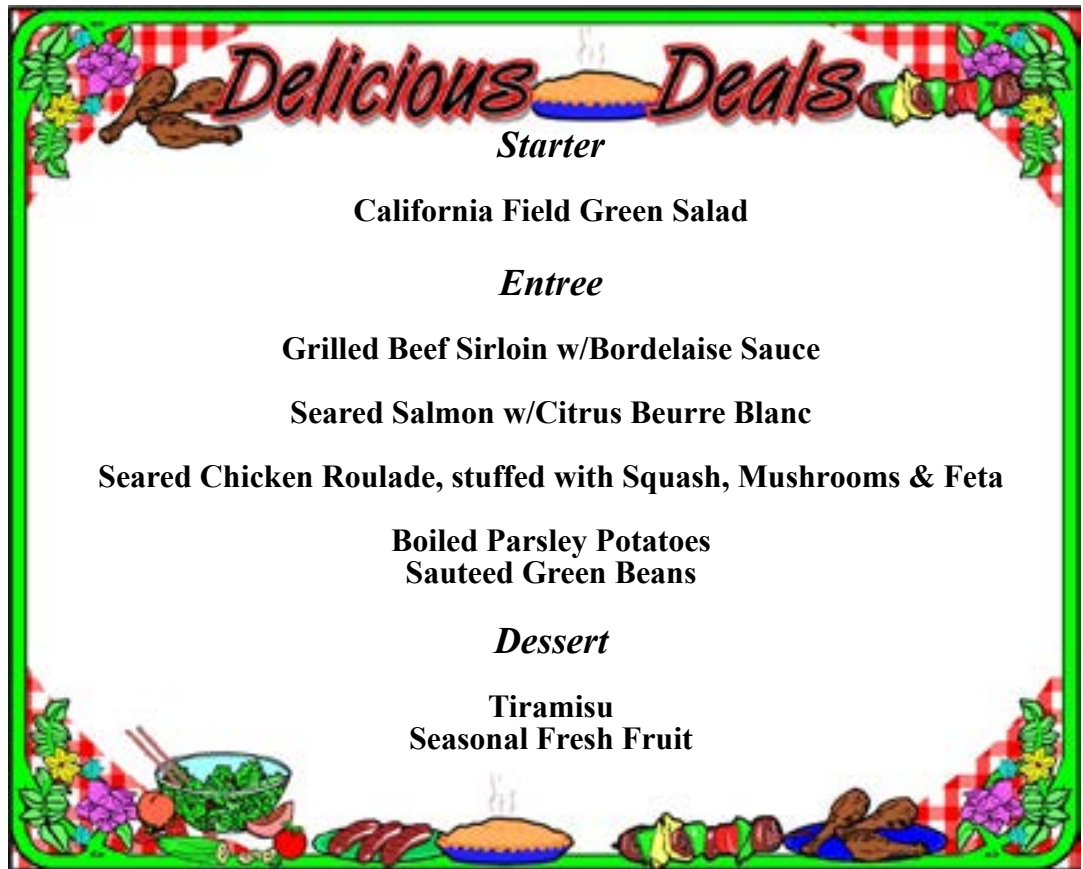 Delicious Deals
Starter
California Field Green Salad
Entree
Grilled Beef Sirloin w/Bordelaise Sauce
Seared Salmon w/Citrus Beurre Blanc
Seared Chicken Roulade, stuffed with Squash, Mushrooms & Feta
Boiled Parsley Potatoes
Sauteed Green Beans
Dessert
Tiramisu
Seasonal Fresh Fruit